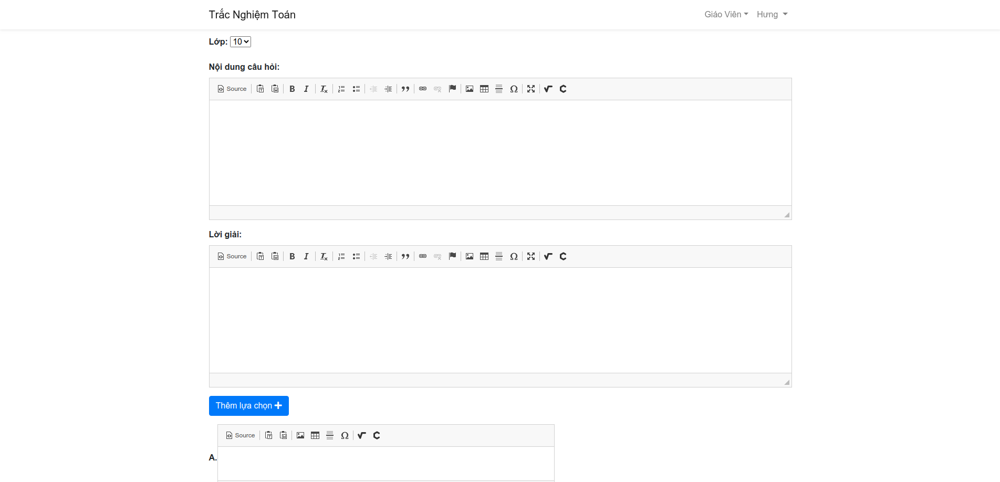 Trắc Nghiệm Toán
Giáo Viên Hưng
Lớp: 10
Nội dung câu hỏi:
Source
Lời giải:
Source
Thêm lựa chọn
Source
A.